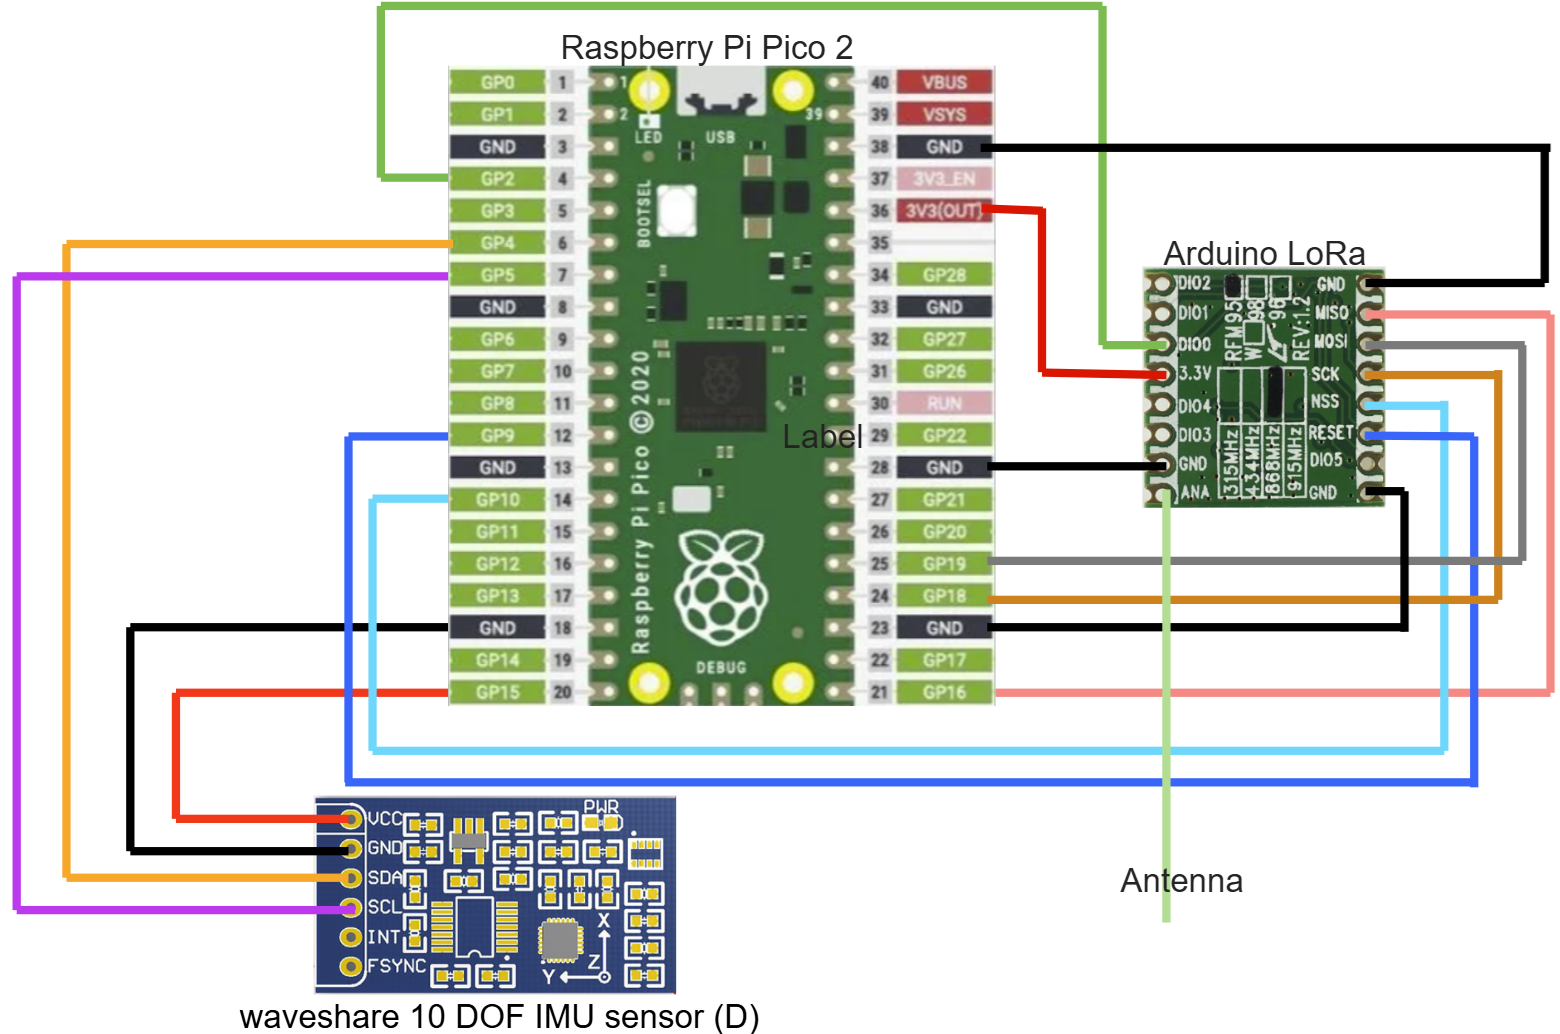 Raspberry Pi Pico 2
GP0 1
GP1 2
GND 3
GP2 4
GP3 5
GP4 6
GP5 7
GND 8
GP6 9
GP7 10
GP8 11
GP9 12
GND 13
GP10 14
GP11 15
GP12 16
GP13 17
GND 18
GP14 19
GP15 20
1
2
LED
USB
39
BOOTSEL
Raspberry Pi Pico © 2020
Label
DEBUG
40 VBUS
39 VSYS
38 GND
37 3V3_EN
36 3V3(OUT)
35
34 GP28
33 GND
32 GP27
31 GP26
30 RUN
29 GP22
28 GND
27 GP21
26 GP20
25 GP19
24 GP18
23 GND
22 GP17
21 GP16
Arduino LoRa
DIO2
DIO1
DIO0
3.3V
DIO4
DIO3
GND
ANA
RFM95
W 98
96
REV:1.2
315MHz
434MHz
868MHz
915MHz
GND
MISO
MOSI
SCK
NSS
RESET
DIO5
GND
Antenna
VCC
GND
SDA
SCL
INT
FSYNC
PWR
X
Y
Z
waveshare 10 DOF IMU sensor (D)